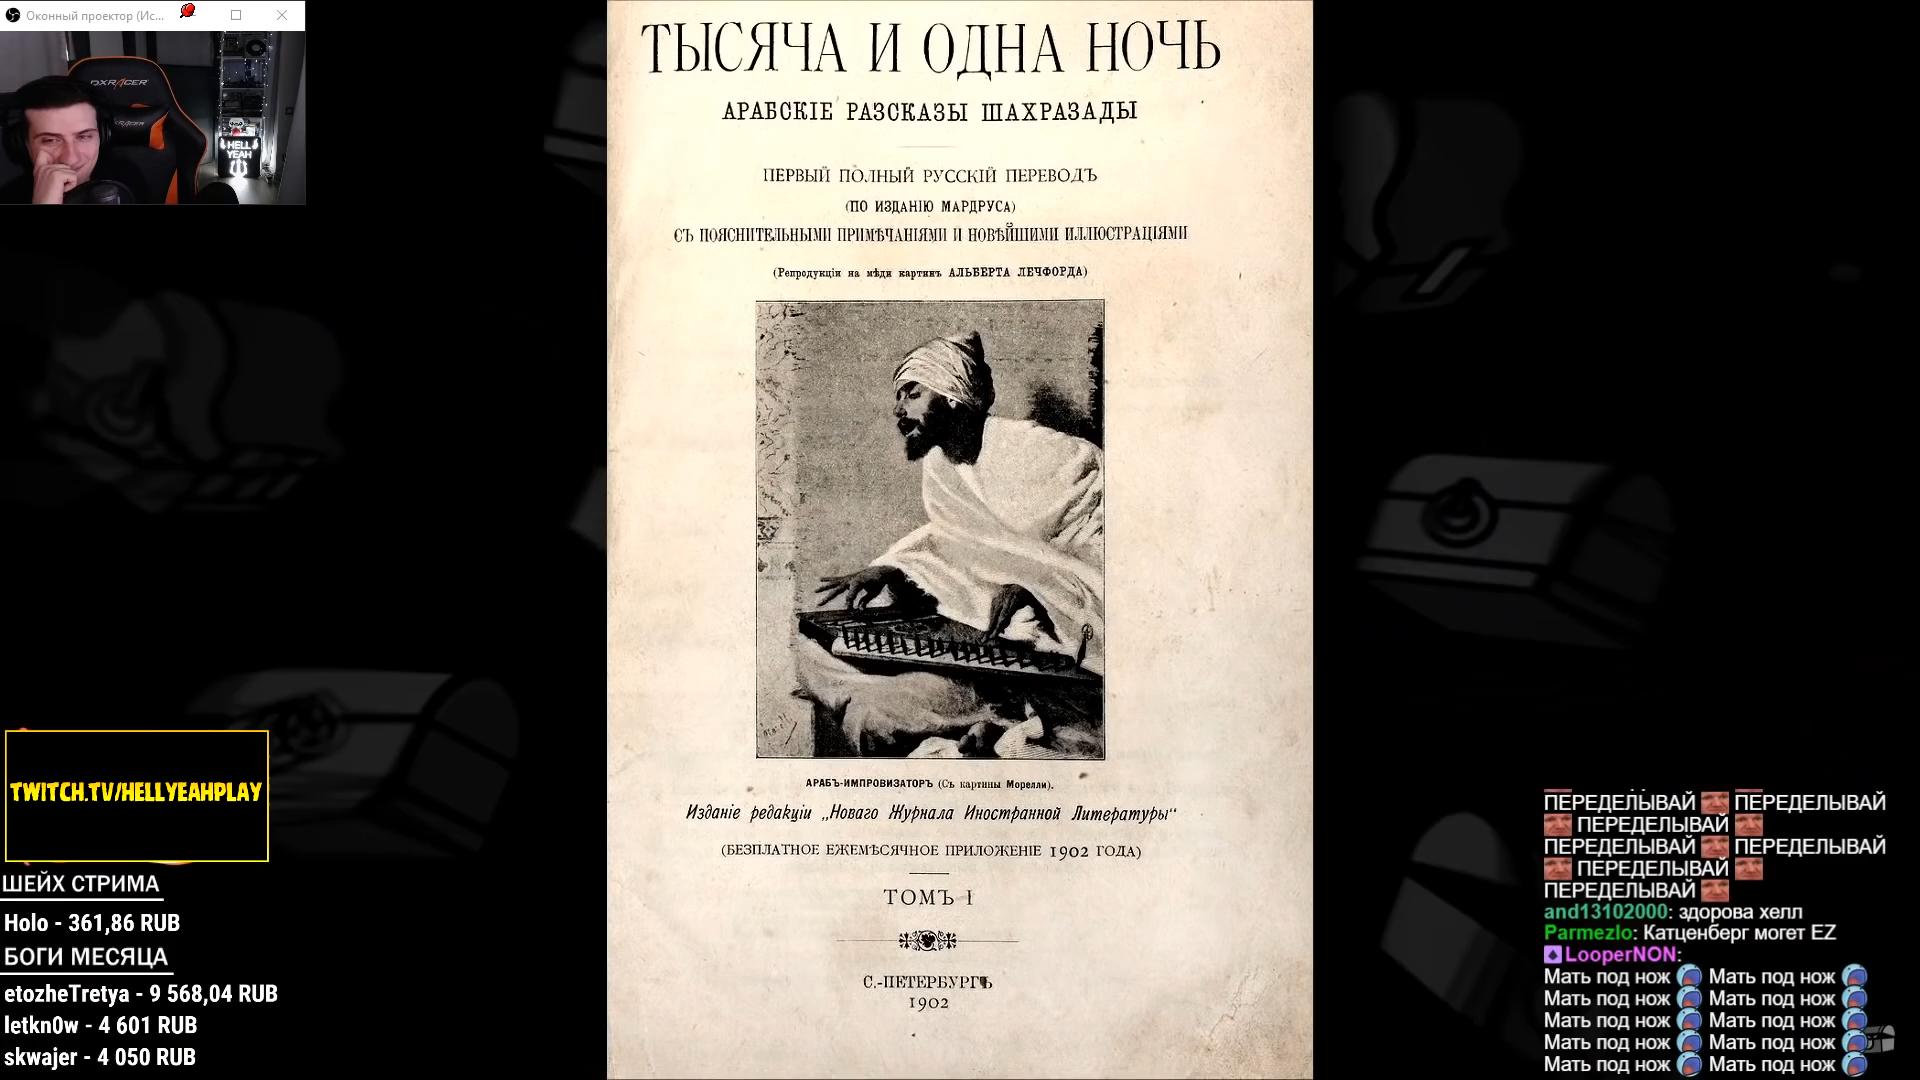 Оконный проектор (Ис...
DXRACER
HELL
YEAH
ТЫСЯЧА И ОДНА НОЧЬ
АРАБСКІЕ РАЗСКАЗЫ ШАХРАЗАДЫ
ПЕРВЫЙ ПОЛНЫЙ РУССКІЙ ПЕРЕВОДЪ
(ПО ИЗДАНІЮ МАРДРУСА)
СЪ ПОЯСНИТЕЛЬНЫМИ ПРИМѢЧАНІЯМИ И НОВѢЙШИМИ ИЛЛЮСТРАЦІЯМИ
(Репродукціи на мѣди картинъ АЛЬБЕРТА ЛЕЧФОРДА)
АРАБЪ-ИМПРОВИЗАТОРЪ (Съ картины Морелли).
Изданіе редакціи „Новаго Журнала Иностранной Литературы“
(БЕЗПЛАТНОЕ ЕЖЕМѢСЯЧНОЕ ПРИЛОЖЕНІЕ 1902 ГОДА)
ТОМЪ I
С.-ПЕТЕРБУРГЪ
1902
TWITCH.TV/HELLYEAHPLAY
ШЕЙХ СТРИМА
Holo - 361,86 RUB
БОГИ МЕСЯЦА
etozheTretya - 9 568,04 RUB
letkn0w - 4 601 RUB
skwajer - 4 050 RUB
ПЕРЕДЕЛЫВАЙ ПЕРЕДЕЛЫВАЙ
ПЕРЕДЕЛЫВАЙ
ПЕРЕДЕЛЫВАЙ ПЕРЕДЕЛЫВАЙ
ПЕРЕДЕЛЫВАЙ
ПЕРЕДЕЛЫВАЙ
and13102000: здорова хелл
Parmezlo: Катценберг могет EZ
LooperNON:
Мать под нож Мать под нож
Мать под нож Мать под нож
Мать под нож Мать под нож
Мать под нож Мать под нож
Мать под нож Мать под нож